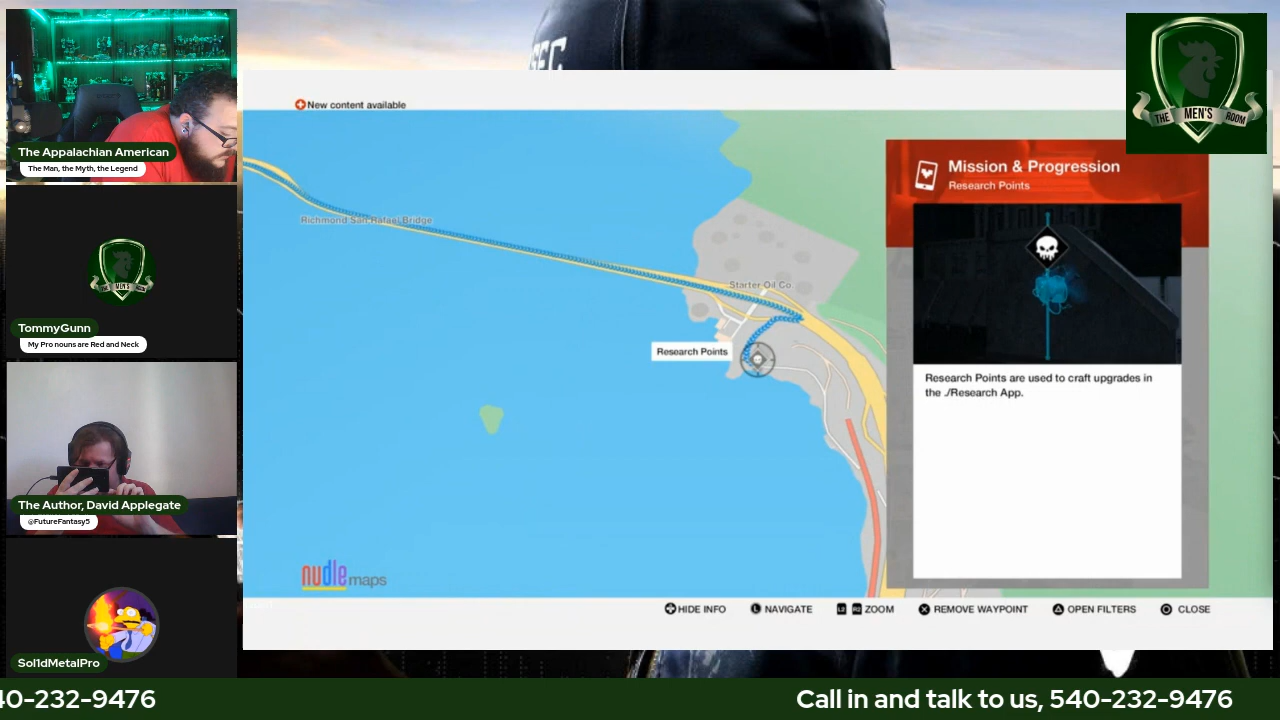 SEC
The Appalachian American
The Man, the Myth, the Legend
THE MEN'S ROOM
TommyGunn
My Pro nouns are Red and Neck
The Author, David Applegate
@FutureFantasy5
Sol1dMetalPro
New content available
Richmond San Rafael Bridge
Starter Oil Co.
Research Points
Mission & Progression
Research Points
Research Points are used to craft upgrades in
the ./Research App.
nudle maps
HIDE INFO
L NAVIGATE
L2 R2 ZOOM
REMOVE WAYPOINT
OPEN FILTERS
CLOSE
40-232-9476
Call in and talk to us, 540-232-9476